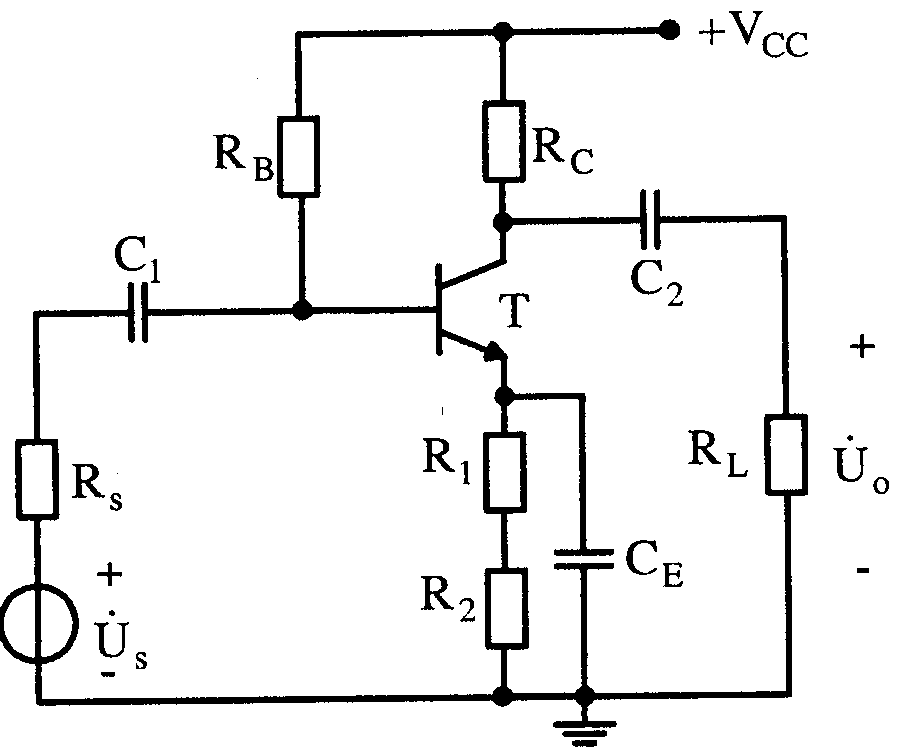 +V_CC
R_B
R_C
C_1
C_2
T
+
R_1
R_L
U̇_o
R_s
+
C_E
-
R_2
U̇_s
-